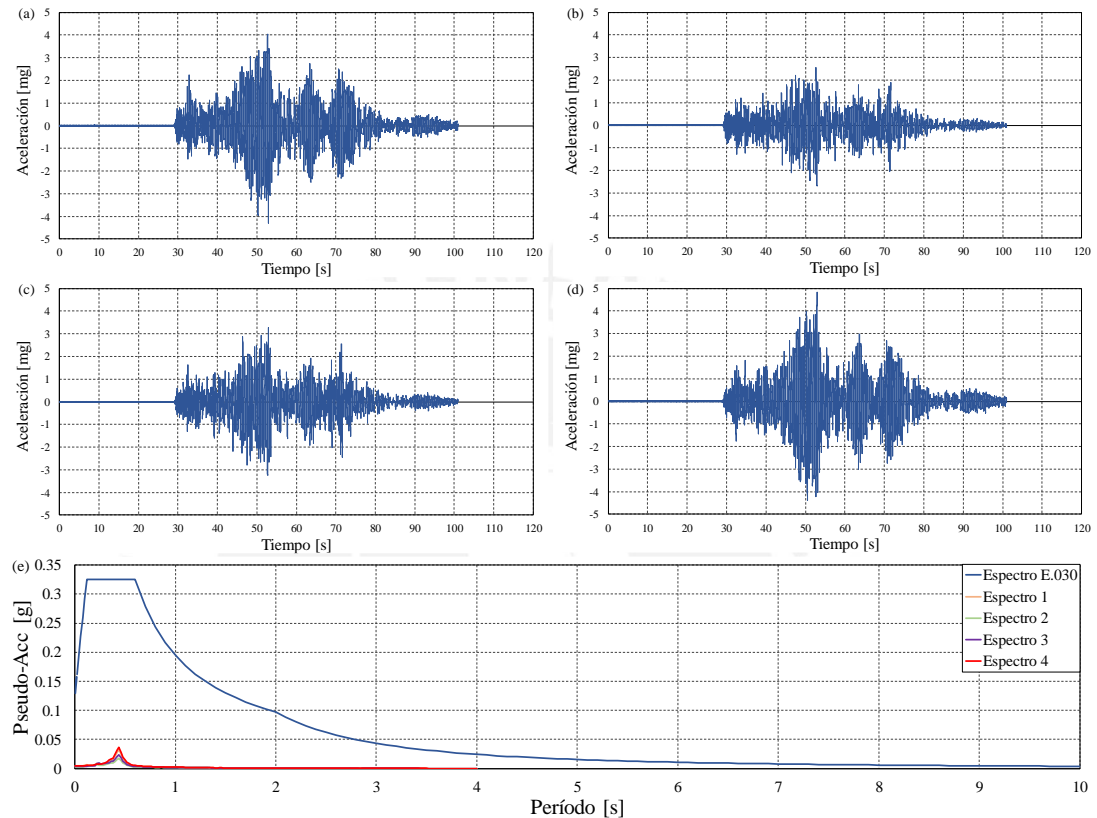 (a)
5
4
3
2
1
0
-1
-2
-3
-4
-5
Aceleración [mg]
0 10 20 30 40 50 60 70 80 90 100 110 120
Tiempo [s]
(b)
5
4
3
2
1
0
-1
-2
-3
-4
-5
Aceleración [mg]
0 10 20 30 40 50 60 70 80 90 100 110 120
Tiempo [s]
(c)
5
4
3
2
1
0
-1
-2
-3
-4
-5
Aceleración [mg]
0 10 20 30 40 50 60 70 80 90 100 110 120
Tiempo [s]
(d)
5
4
3
2
1
0
-1
-2
-3
-4
-5
Aceleración [mg]
0 10 20 30 40 50 60 70 80 90 100 110 120
Tiempo [s]
(e)
0.35
0.3
0.25
0.2
0.15
0.1
0.05
0
Pseudo-Acc [g]
Espectro E.030
Espectro 1
Espectro 2
Espectro 3
Espectro 4
0 1 2 3 4 5 6 7 8 9 10
Período [s]